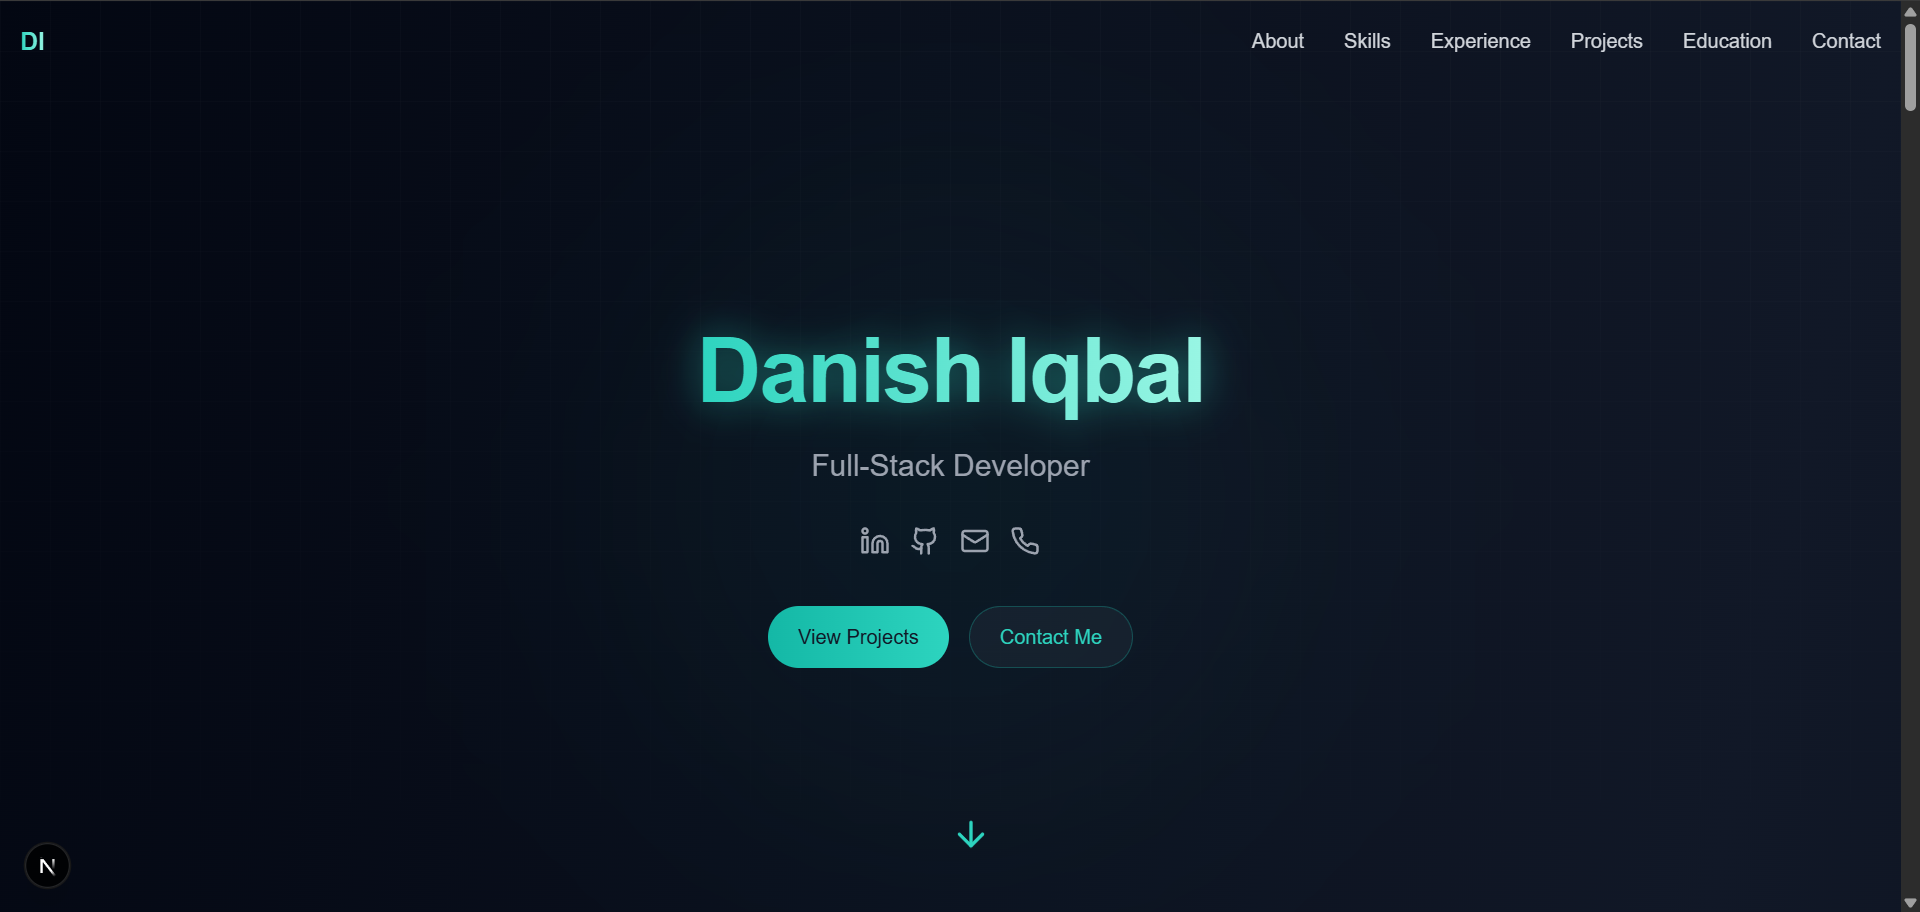 DI
About Skills Experience Projects Education Contact
Danish Iqbal
Full-Stack Developer
View Projects
Contact Me
N